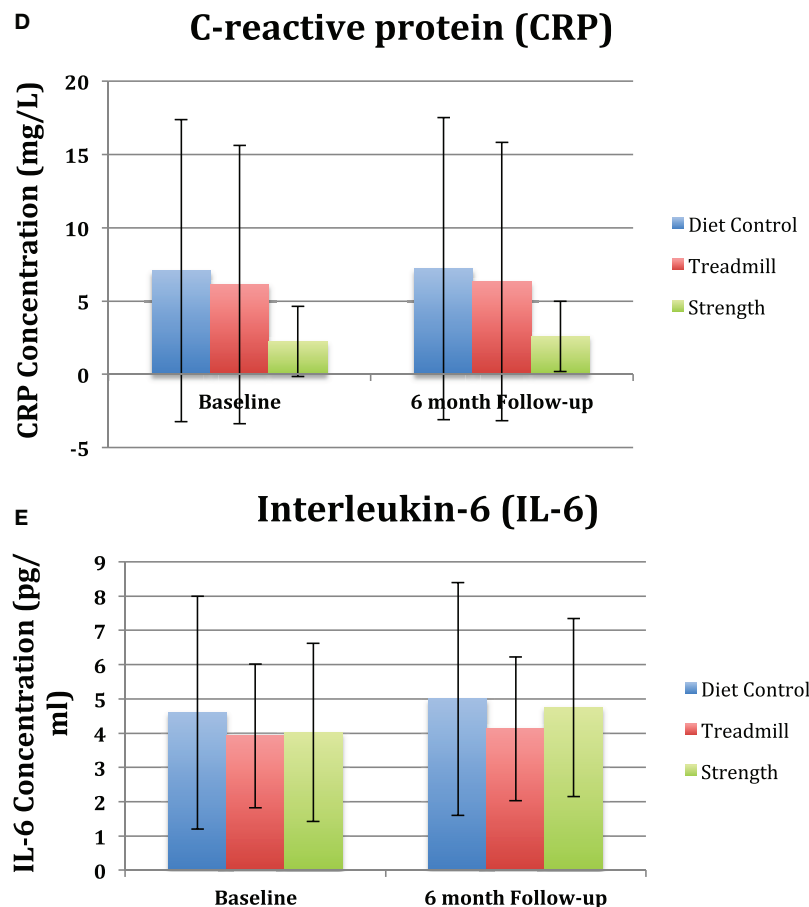 D
C-reactive protein (CRP)
CRP Concentration (mg/L)
20
15
10
5
0
-5
Baseline
6 month Follow-up
Diet Control
Treadmill
Strength
E
Interleukin-6 (IL-6)
IL-6 Concentration (pg/
ml)
9
8
7
6
5
4
3
2
1
0
Baseline
6 month Follow-up
Diet Control
Treadmill
Strength